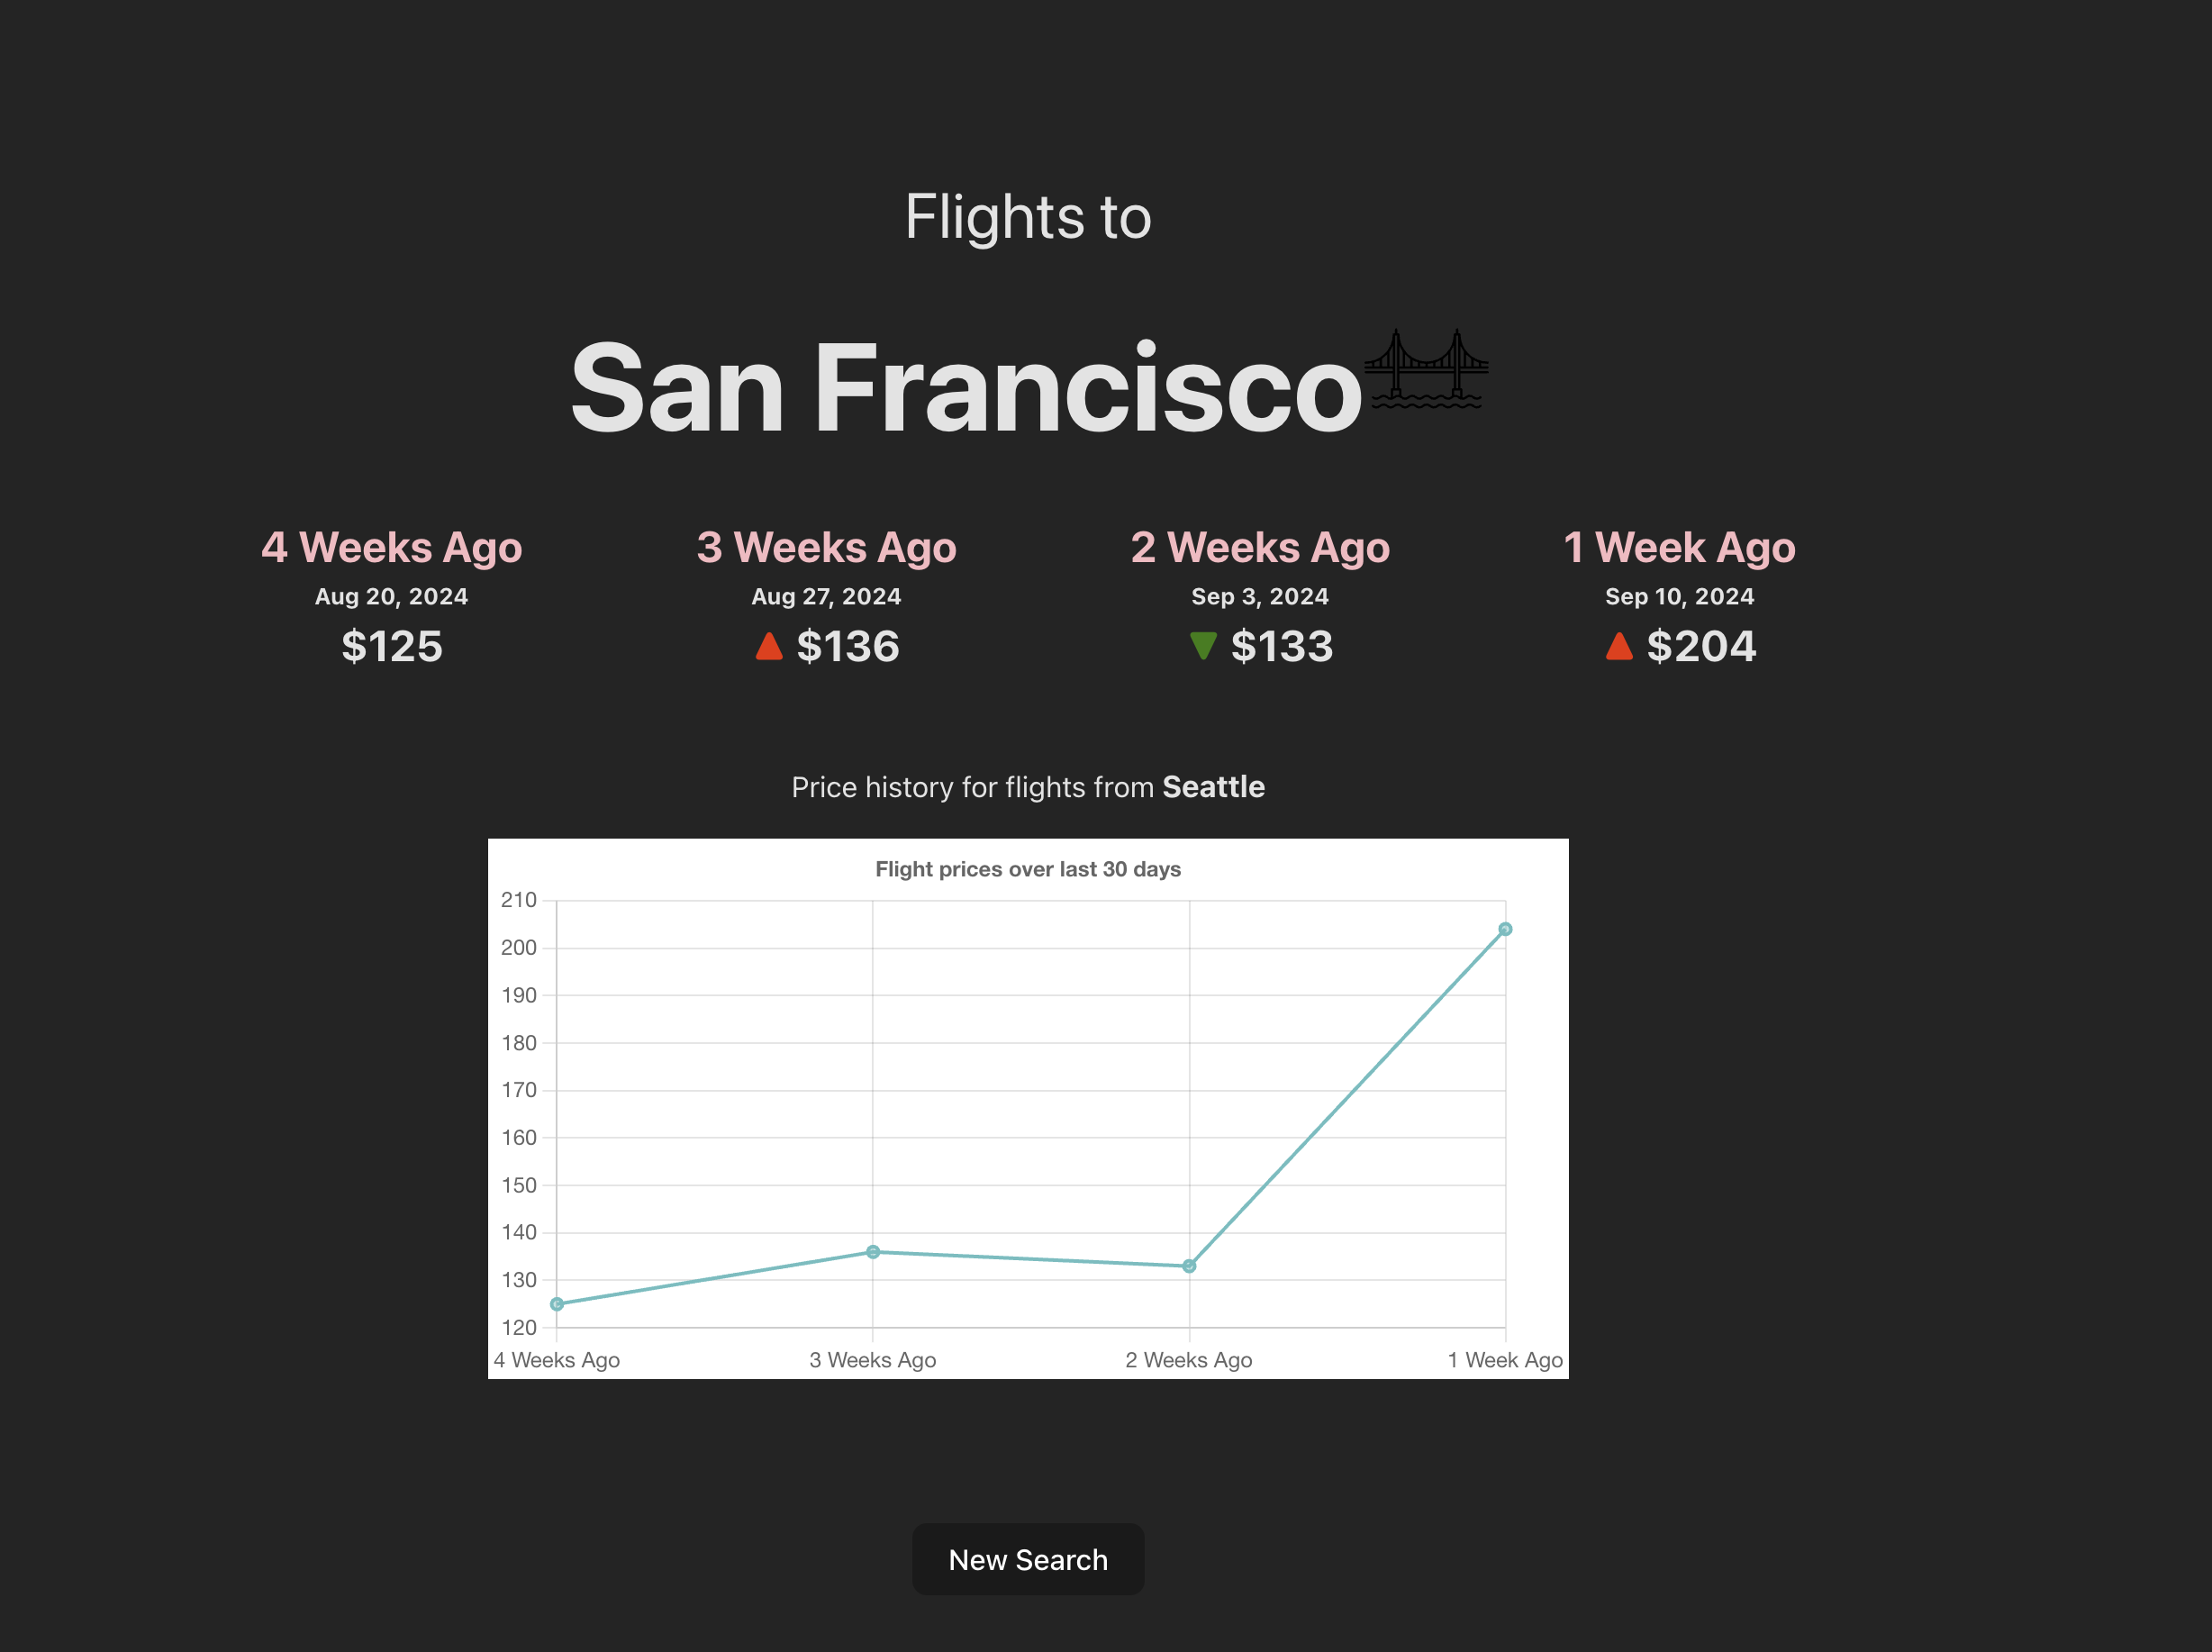 Flights to
San Francisco
4 Weeks Ago
Aug 20, 2024
$125
3 Weeks Ago
Aug 27, 2024
$136
2 Weeks Ago
Sep 3, 2024
$133
1 Week Ago
Sep 10, 2024
$204
Price history for flights from Seattle
Flight prices over last 30 days
210
200
190
180
170
160
150
140
130
120
4 Weeks Ago
3 Weeks Ago
2 Weeks Ago
1 Week Ago
New Search